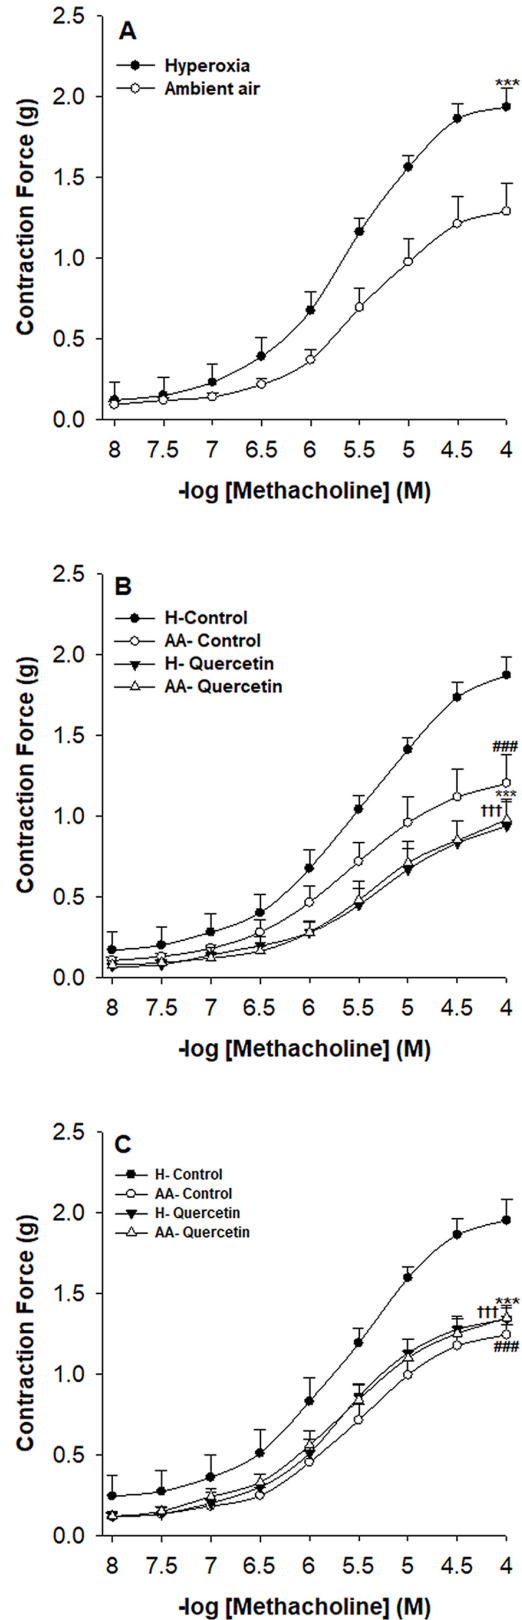 A
Hyperoxia
Ambient air
2.5
2.0
1.5
1.0
0.5
0.0
***
Contraction Force (g)
8 7.5 7 6.5 6 5.5 5 4.5 4
-log [Methacholine] (M)
B
H-Control
AA- Control
H- Quercetin
AA- Quercetin
2.5
2.0
1.5
1.0
0.5
0.0
###
***
†††
Contraction Force (g)
8 7.5 7 6.5 6 5.5 5 4.5 4
-log [Methacholine] (M)
C
H- Control
AA- Control
H- Quercetin
AA- Quercetin
2.5
2.0
1.5
1.0
0.5
0.0
†††***
###
Contraction Force (g)
8 7.5 7 6.5 6 5.5 5 4.5 4
-log [Methacholine] (M)